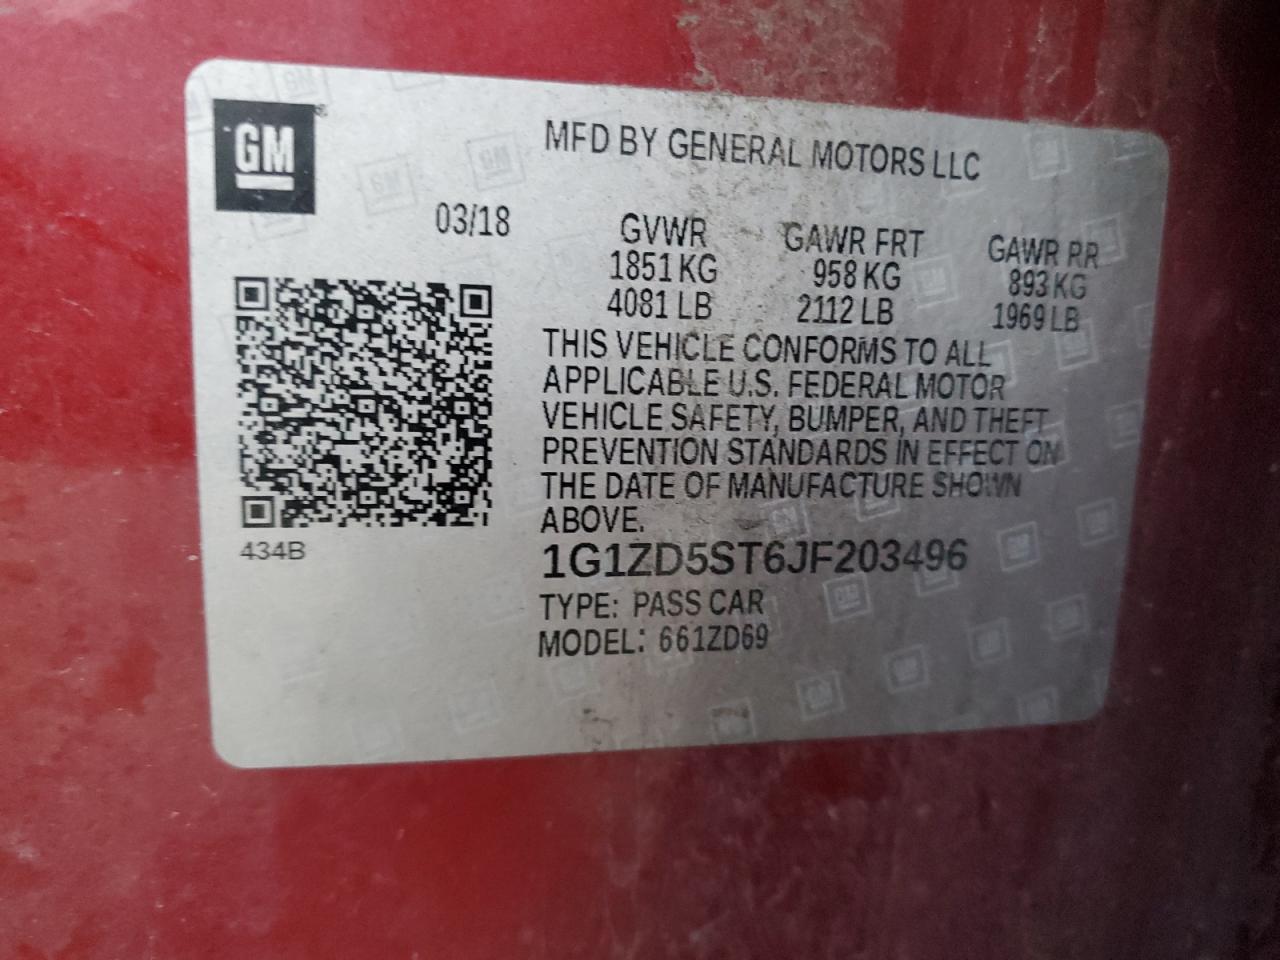 GM
MFD BY GENERAL MOTORS LLC
03/18
GVWR GAWR FRT GAWR RR
1851 KG 958 KG 893 KG
4081 LB 2112 LB 1969 LB
THIS VEHICLE CONFORMS TO ALL
APPLICABLE U.S. FEDERAL MOTOR
VEHICLE SAFETY, BUMPER, AND THEFT
PREVENTION STANDARDS IN EFFECT ON
THE DATE OF MANUFACTURE SHOWN
ABOVE.
434B
1G1ZD5ST6JF203496
TYPE: PASS CAR
MODEL: 661ZD69